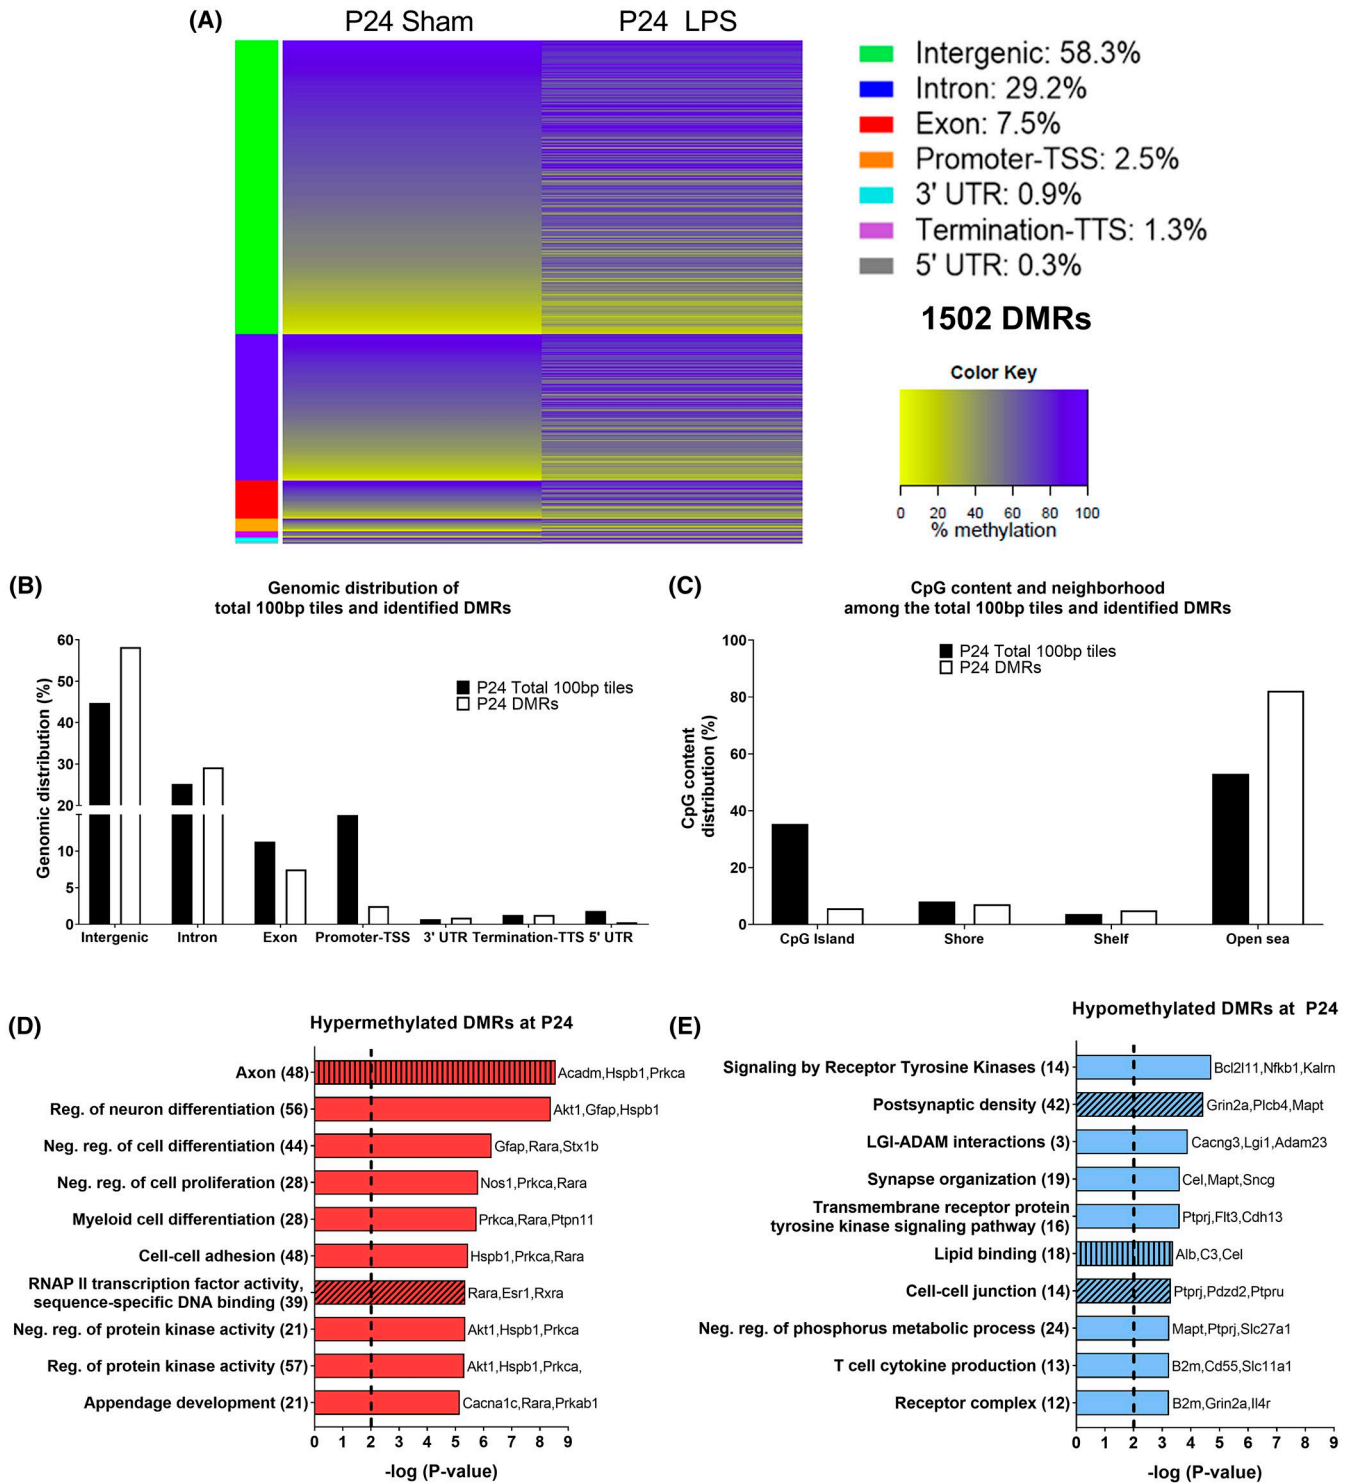 (A)
P24 Sham
P24 LPS
Intergenic: 58.3%
Intron: 29.2%
Exon: 7.5%
Promoter-TSS: 2.5%
3' UTR: 0.9%
Termination-TTS: 1.3%
5' UTR: 0.3%
1502 DMRs
Color Key
0 20 40 60 80 100
% methylation
(B)
Genomic distribution of
total 100bp tiles and identified DMRs
Genomic distribution (%)
60
50
40
30
20
10
5
0
P24 Total 100bp tiles
P24 DMRs
Intergenic Intron Exon Promoter-TSS 3' UTR Termination-TTS 5' UTR
(C)
CpG content and neighborhood
among the total 100bp tiles and identified DMRs
CpG content
distribution (%)
100
80
60
40
20
0
P24 Total 100bp tiles
P24 DMRs
CpG Island Shore Shelf Open sea
(D)
Hypermethylated DMRs at P24
Axon (48) Acadm,Hspb1,Prkca
Reg. of neuron differentiation (56) Akt1,Gfap,Hspb1
Neg. reg. of cell differentiation (44) Gfap,Rara,Stx1b
Neg. reg. of cell proliferation (28) Nos1,Prkca,Rara
Myeloid cell differentiation (28) Prkca,Rara,Ptpn11
Cell-cell adhesion (48) Hspb1,Prkca,Rara
RNAP II transcription factor activity,
sequence-specific DNA binding (39) Rara,Esr1,Rxra
Neg. reg. of protein kinase activity (21) Akt1,Hspb1,Prkca
Reg. of protein kinase activity (57) Akt1,Hspb1,Prkca,
Appendage development (21) Cacna1c,Rara,Prkab1
0 1 2 3 4 5 6 7 8 9
-log (P-value)
(E)
Hypomethylated DMRs at P24
Signaling by Receptor Tyrosine Kinases (14) Bcl2l11,Nfkb1,Kalrn
Postsynaptic density (42) Grin2a,Plcb4,Mapt
LGI-ADAM interactions (3) Cacng3,Lgi1,Adam23
Synapse organization (19) Cel,Mapt,Sncg
Transmembrane receptor protein
tyrosine kinase signaling pathway (16) Ptprj,Flt3,Cdh13
Lipid binding (18) Alb,C3,Cel
Cell-cell junction (14) Ptprj,Pdzd2,Ptpru
Neg. reg. of phosphorus metabolic process (24) Mapt,Ptprj,Slc27a1
T cell cytokine production (13) B2m,Cd55,Slc11a1
Receptor complex (12) B2m,Grin2a,Il4r
0 1 2 3 4 5 6 7 8 9
-log (P-value)